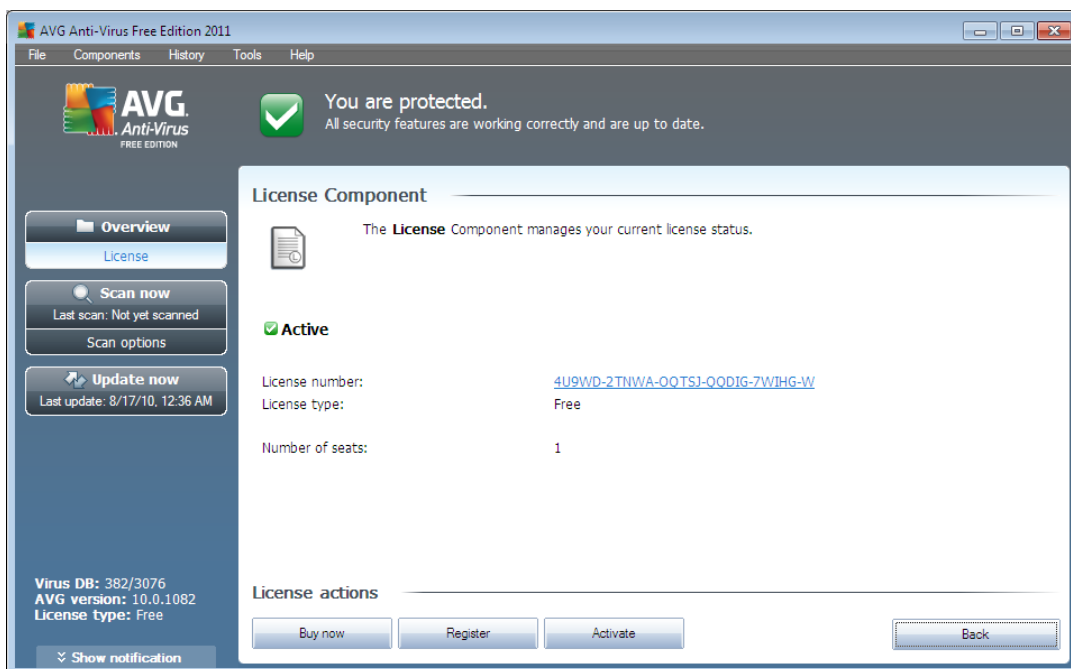 AVG Anti-Virus Free Edition 2011
File Components History Tools Help
AVG.
Anti-Virus
FREE EDITION
You are protected.
All security features are working correctly and are up to date.
Overview
License
Scan now
Last scan: Not yet scanned
Scan options
Update now
Last update: 8/17/10, 12:36 AM
Virus DB: 382/3076
AVG version: 10.0.1082
License type: Free
Show notification
License Component
The License Component manages your current license status.
Active
License number: 4U9WD-2TNWA-OQTSJ-QQDIG-7WIHG-W
License type: Free
Number of seats: 1
License actions
Buy now Register Activate Back